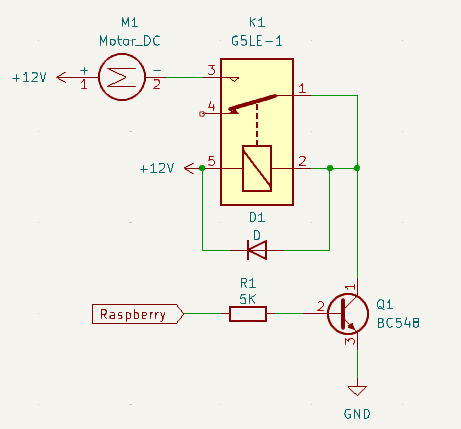 M1
Motor_DC
K1
G5LE-1
+12V
+
1
-
2
3
1
4
+12V
5
2
D1
D
R1
5K
1
Q1
Raspberry
2
BC548
3
GND